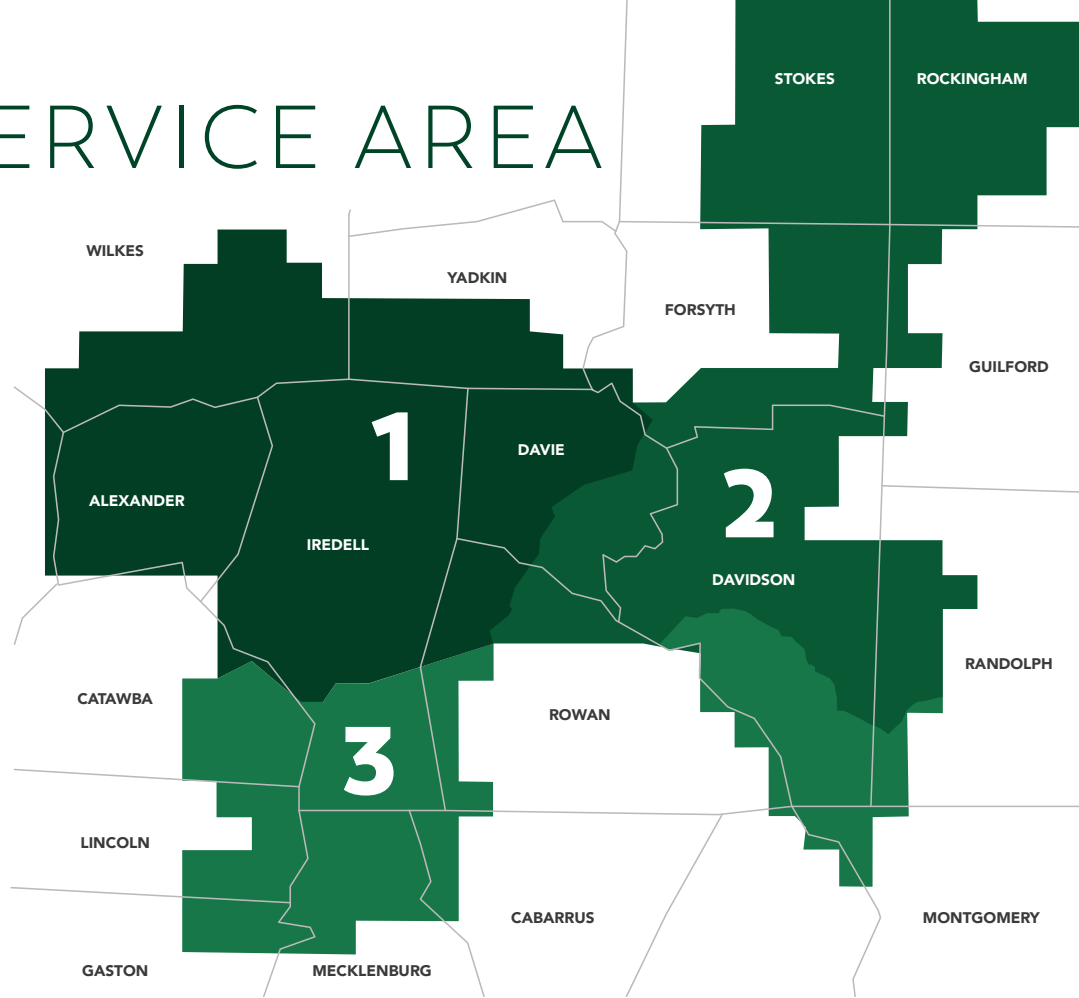 ERVICE AREA
STOKES
ROCKINGHAM
WILKES
YADKIN
FORSYTH
GUILFORD
1
DAVIE
2
ALEXANDER
IREDELL
DAVIDSON
RANDOLPH
CATAWBA
ROWAN
3
LINCOLN
CABARRUS
MONTGOMERY
GASTON
MECKLENBURG